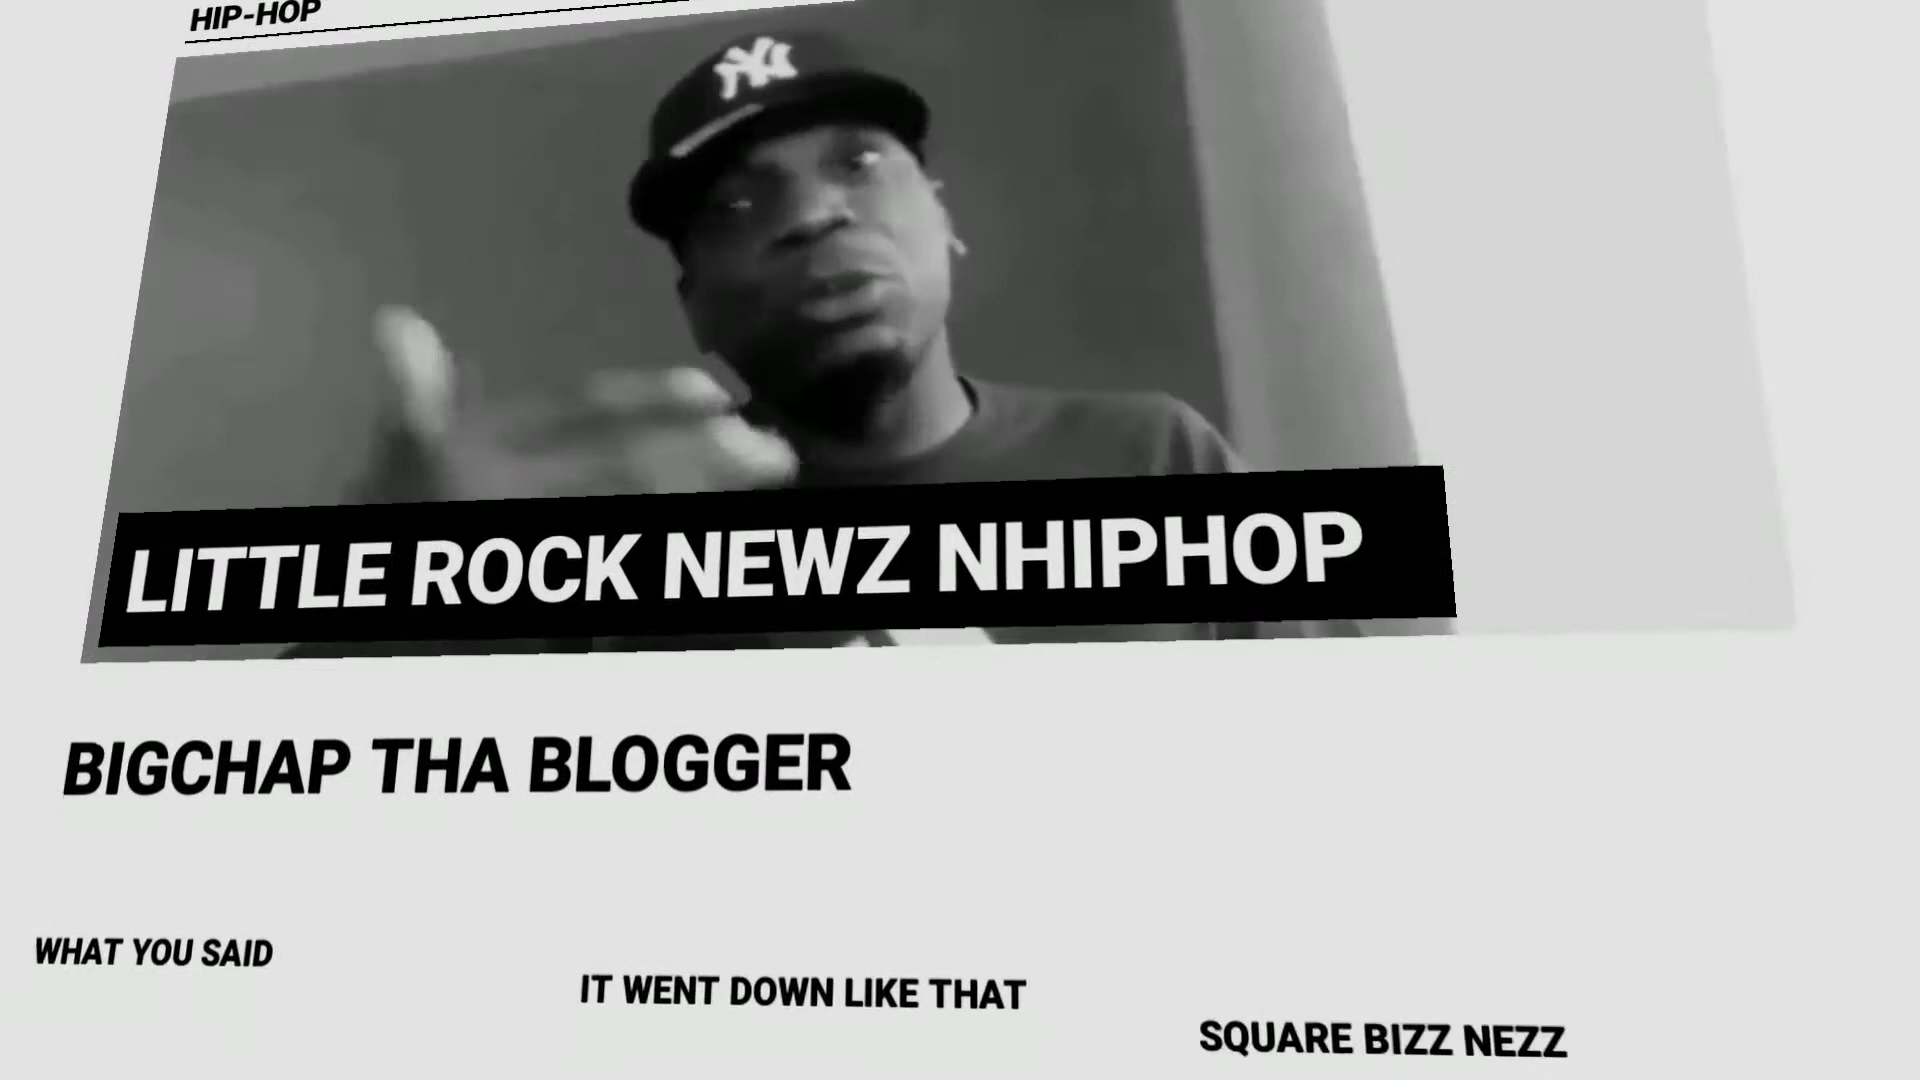 HIP-HOP
NY
LITTLE ROCK NEWZ NHIPHOP
BIGCHAP THA BLOGGER
WHAT YOU SAID
IT WENT DOWN LIKE THAT
SQUARE BIZZ NEZZ